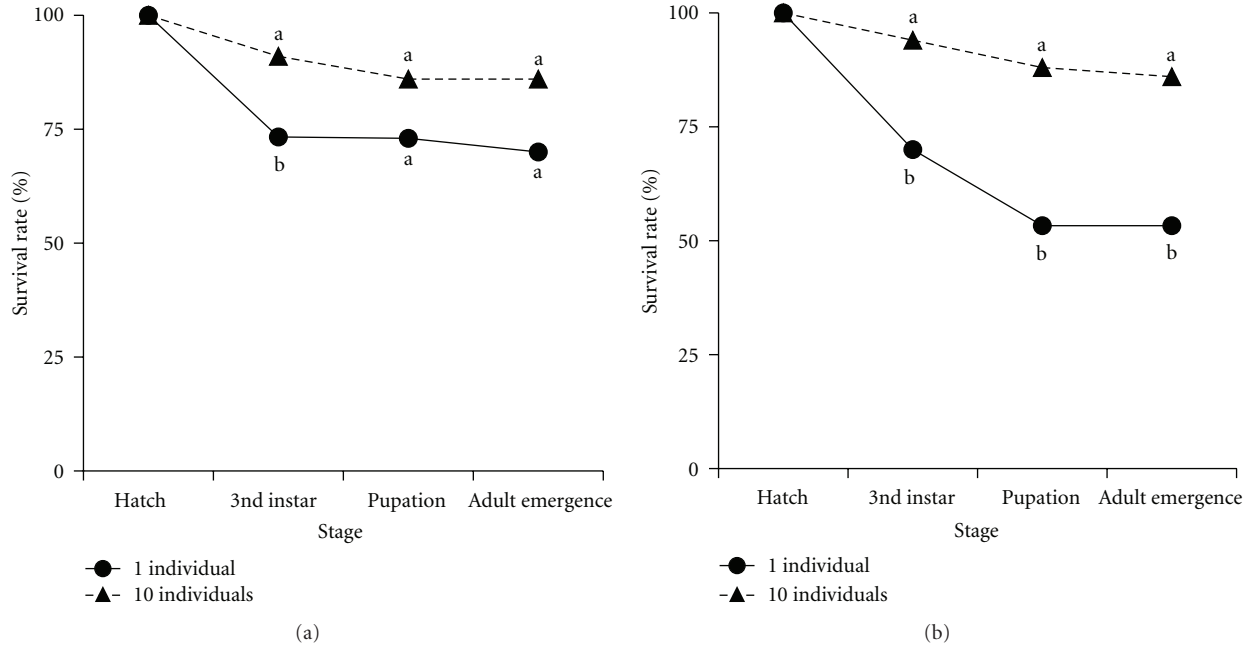 100
75
50
25
0
Survival rate (%)
a
a
a
b
a
a
Hatch
3nd instar
Pupation
Adult emergence
Stage
1 individual
10 individuals
(a)
100
75
50
25
0
Survival rate (%)
a
a
a
b
b
b
Hatch
3nd instar
Pupation
Adult emergence
Stage
1 individual
10 individuals
(b)